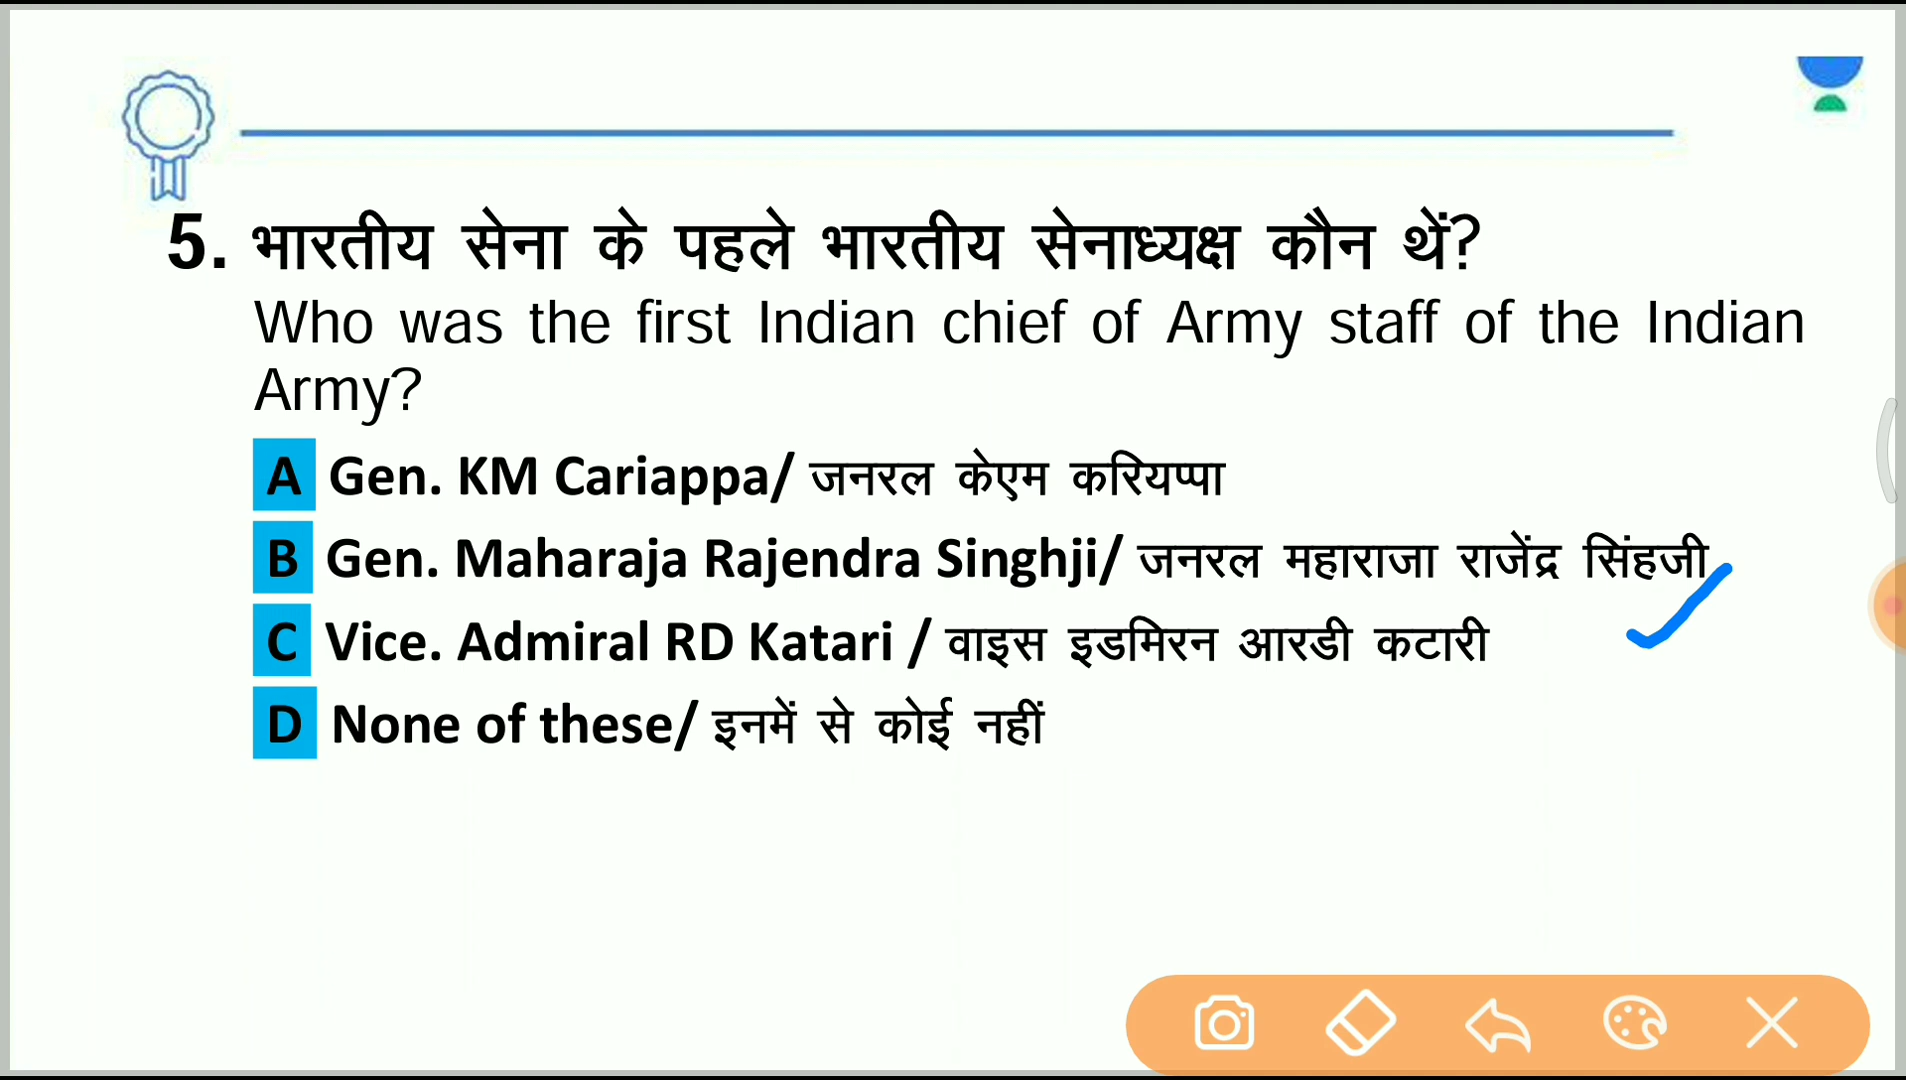 5. भारतीय सेना के पहले भारतीय सेनाध्यक्ष कौन थें?
Who was the first Indian chief of Army staff of the Indian
Army?
A Gen. KM Cariappa/ जनरल केएम करियप्पा
B Gen. Maharaja Rajendra Singhji/ जनरल महाराजा राजेंद्र सिंहजी
C Vice. Admiral RD Katari / वाइस इडमिरन आरडी कटारी
D None of these/ इनमें से कोई नहीं